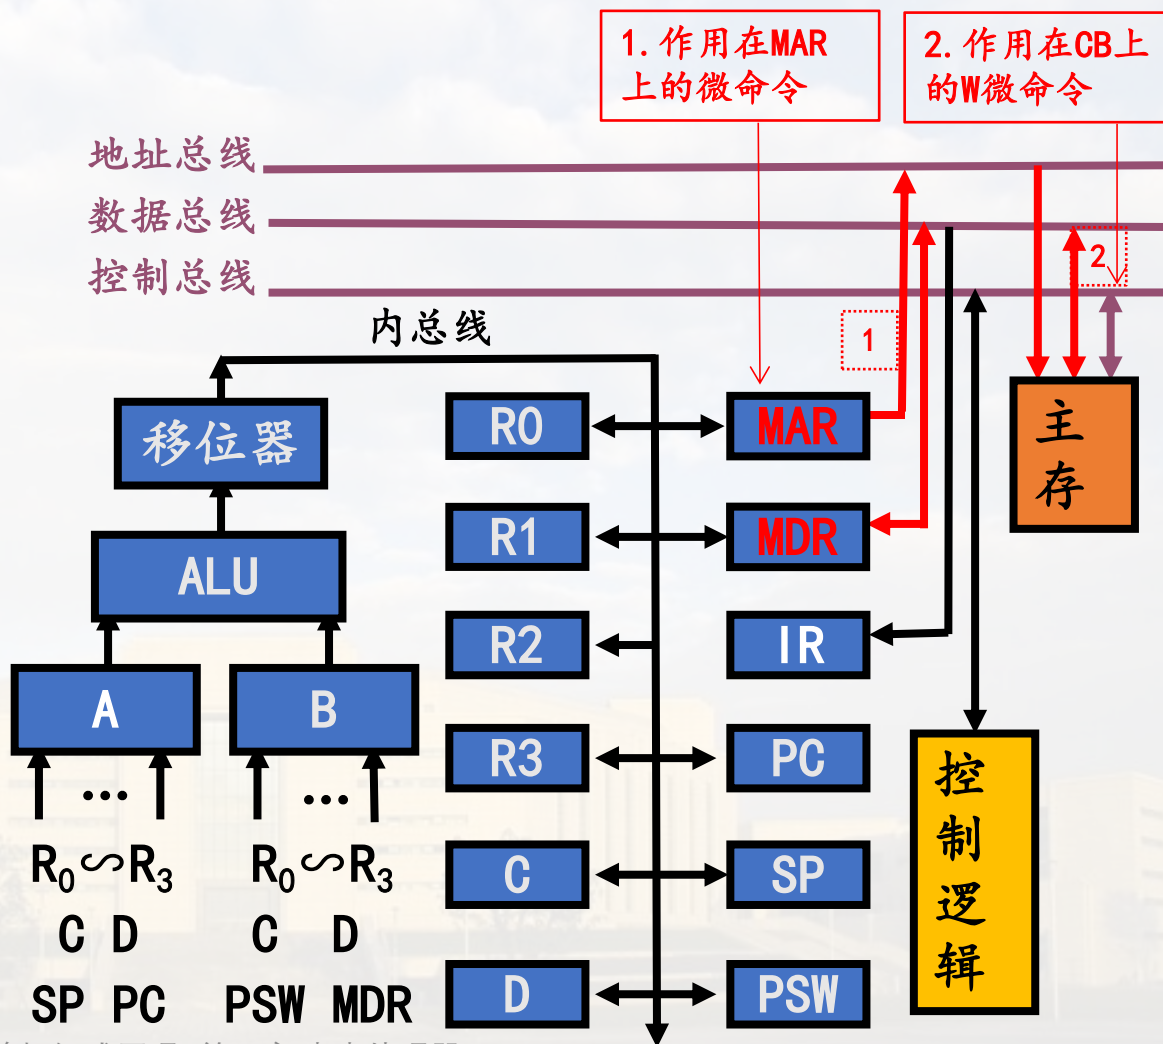 1. 作用在MAR
上的微命令
2. 作用在CB上
的W微命令
地址总线
数据总线
控制总线
2
内总线
1
移位器
R0
MAR
主
存
R1
MDR
ALU
R2
IR
A
B
R3
PC
控
制
逻
辑
...
...
R₀∽R₃
R₀∽R₃
C
SP
C D
C D
D
PSW
SP PC
PSW MDR